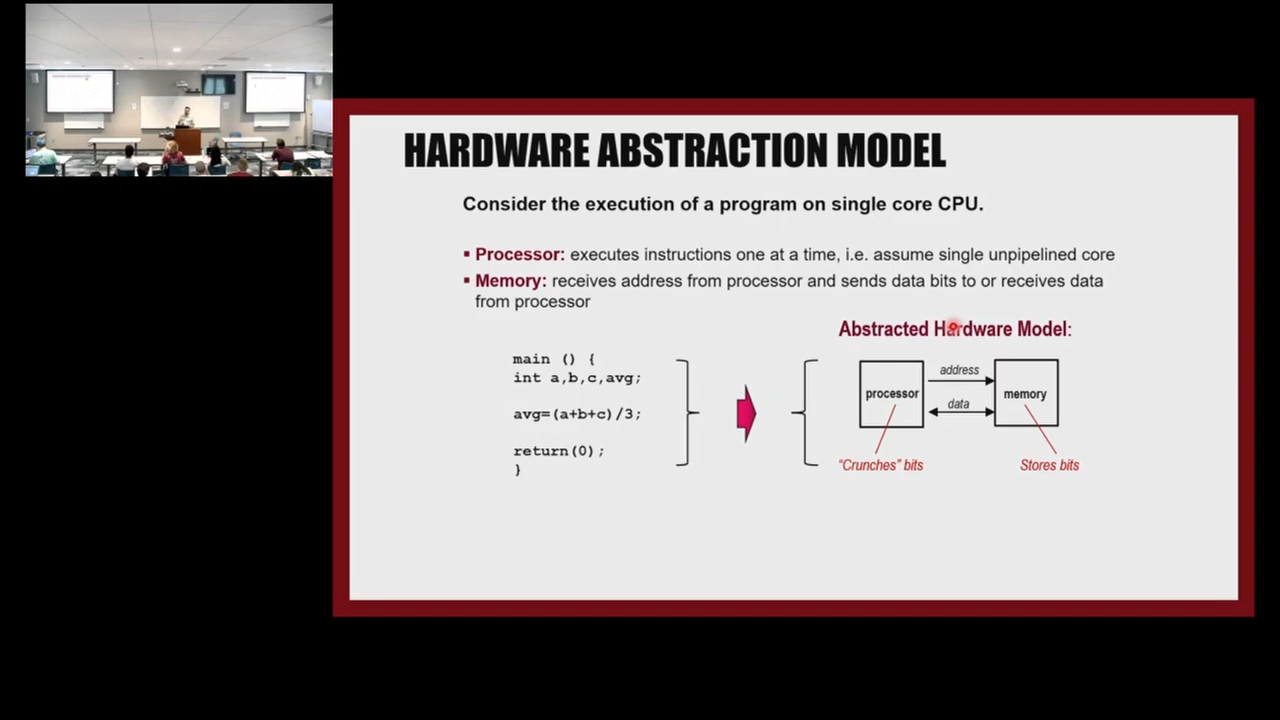 HARDWARE ABSTRACTION MODEL
Consider the execution of a program on single core CPU.
▪ Processor: executes instructions one at a time, i.e. assume single unpipelined core
▪ Memory: receives address from processor and sends data bits to or receives data
from processor
Abstracted Hardware Model:
main () {
int a,b,c,avg;
avg=(a+b+c)/3;
return(0);
}
processor
address
data
memory
"Crunches" bits
Stores bits